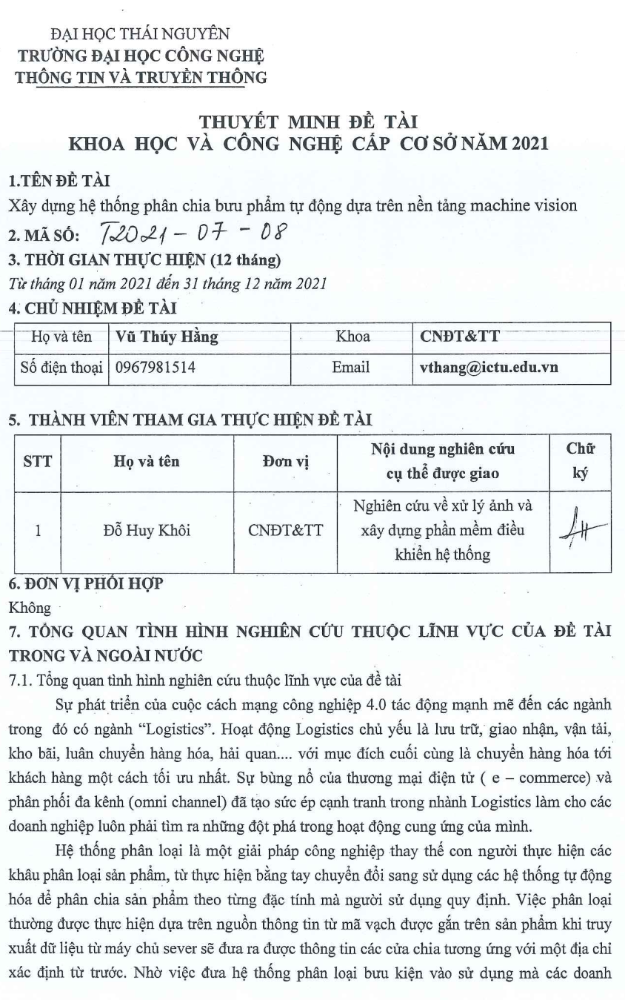 ĐẠI HỌC THÁI NGUYÊN
TRƯỜNG ĐẠI HỌC CÔNG NGHỆ
THÔNG TIN VÀ TRUYỀN THÔNG
THUYẾT MINH ĐỀ TÀI
KHOA HỌC VÀ CÔNG NGHỆ CẤP CƠ SỞ NĂM 2021
1.TÊN ĐỀ TÀI
Xây dựng hệ thống phân chia bưu phẩm tự động dựa trên nền tảng machine vision
2. MÃ SỐ: T2021 - 07 - 08
3. THỜI GIAN THỰC HIỆN (12 tháng)
Từ tháng 01 năm 2021 đến 31 tháng 12 năm 2021
4. CHỦ NHIỆM ĐỀ TÀI
Họ và tên Vũ Thúy Hằng Khoa CNĐT&TT
Số điện thoại 0967981514 Email vthang@ictu.edu.vn
5. THÀNH VIÊN THAM GIA THỰC HIỆN ĐỀ TÀI
STT Họ và tên Đơn vị Nội dung nghiên cứu cụ thể được giao Chữ ký
1 Đỗ Huy Khôi CNĐT&TT Nghiên cứu về xử lý ảnh và
xây dựng phần mềm điều
khiển hệ thống
6. ĐƠN VỊ PHỐI HỢP
Không
7. TỔNG QUAN TÌNH HÌNH NGHIÊN CỨU THUỘC LĨNH VỰC CỦA ĐỀ TÀI
TRONG VÀ NGOÀI NƯỚC
7.1. Tổng quan tình hình nghiên cứu thuộc lĩnh vực của đề tài
Sự phát triển của cuộc cách mạng công nghiệp 4.0 tác động mạnh mẽ đến các ngành
trong đó có ngành “Logistics”. Hoạt động Logistics chủ yếu là lưu trữ, giao nhận, vận tải,
kho bãi, luân chuyển hàng hóa, hải quan.... với mục đích cuối cùng là chuyển hàng hóa tới
khách hàng một cách tối ưu nhất. Sự bùng nổ của thương mại điện tử ( e – commerce) và
phân phối đa kênh (omni channel) đã tạo sức ép cạnh tranh trong nhành Logistics làm cho các
doanh nghiệp luôn phải tìm ra những đột phá trong hoạt động cung ứng của mình.
Hệ thống phân loại là một giải pháp công nghiệp thay thế con người thực hiện các
khâu phân loại sản phẩm, từ thực hiện bằng tay chuyển đổi sang sử dụng các hệ thống tự động
hóa để phân chia sản phẩm theo từng đặc tính mà người sử dụng quy định. Việc phân loại
thường được thực hiện dựa trên nguồn thông tin từ mã vạch được gắn trên sản phẩm khi truy
xuất dữ liệu từ máy chủ sever sẽ đưa ra được thông tin các cửa chia tương ứng với một địa chỉ
xác định từ trước. Nhờ việc đưa hệ thống phân loại bưu kiện vào sử dụng mà các doanh